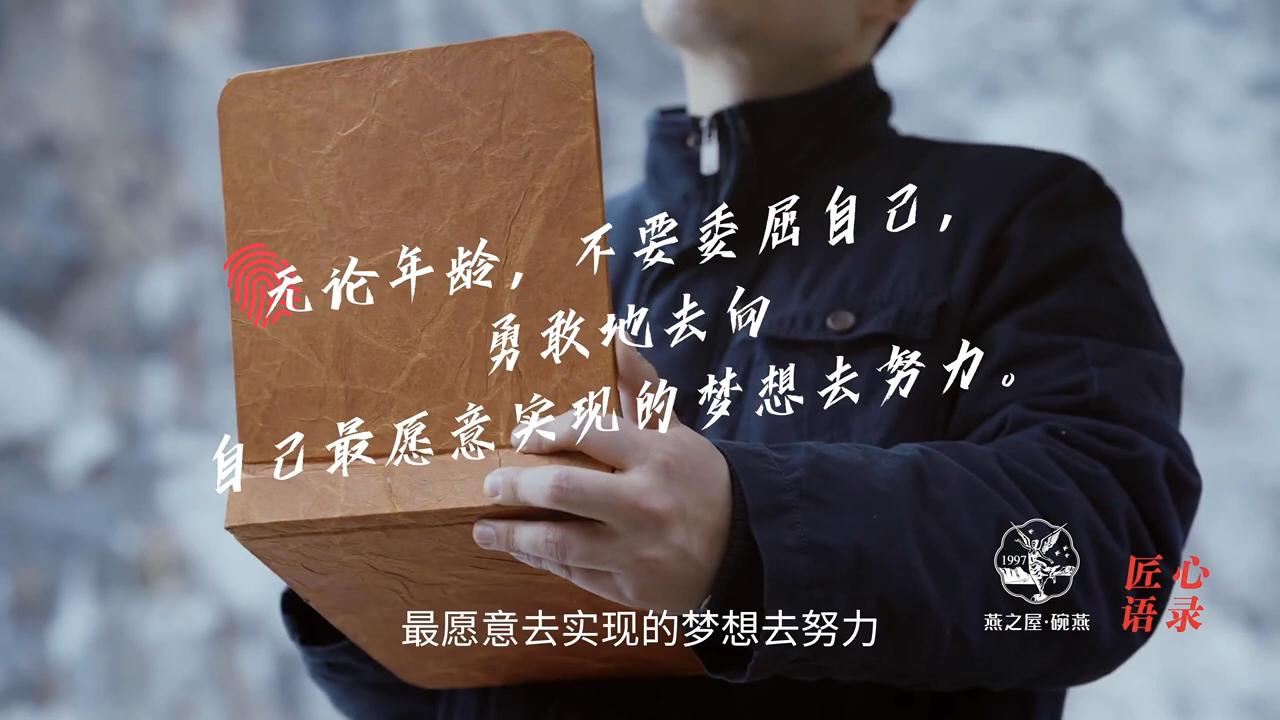 无论年龄，不要委屈自己，
勇敢地去向
自己最愿意实现的梦想去努力。
1997
燕之屋·碗燕
匠心
语录
最愿意去实现的梦想去努力